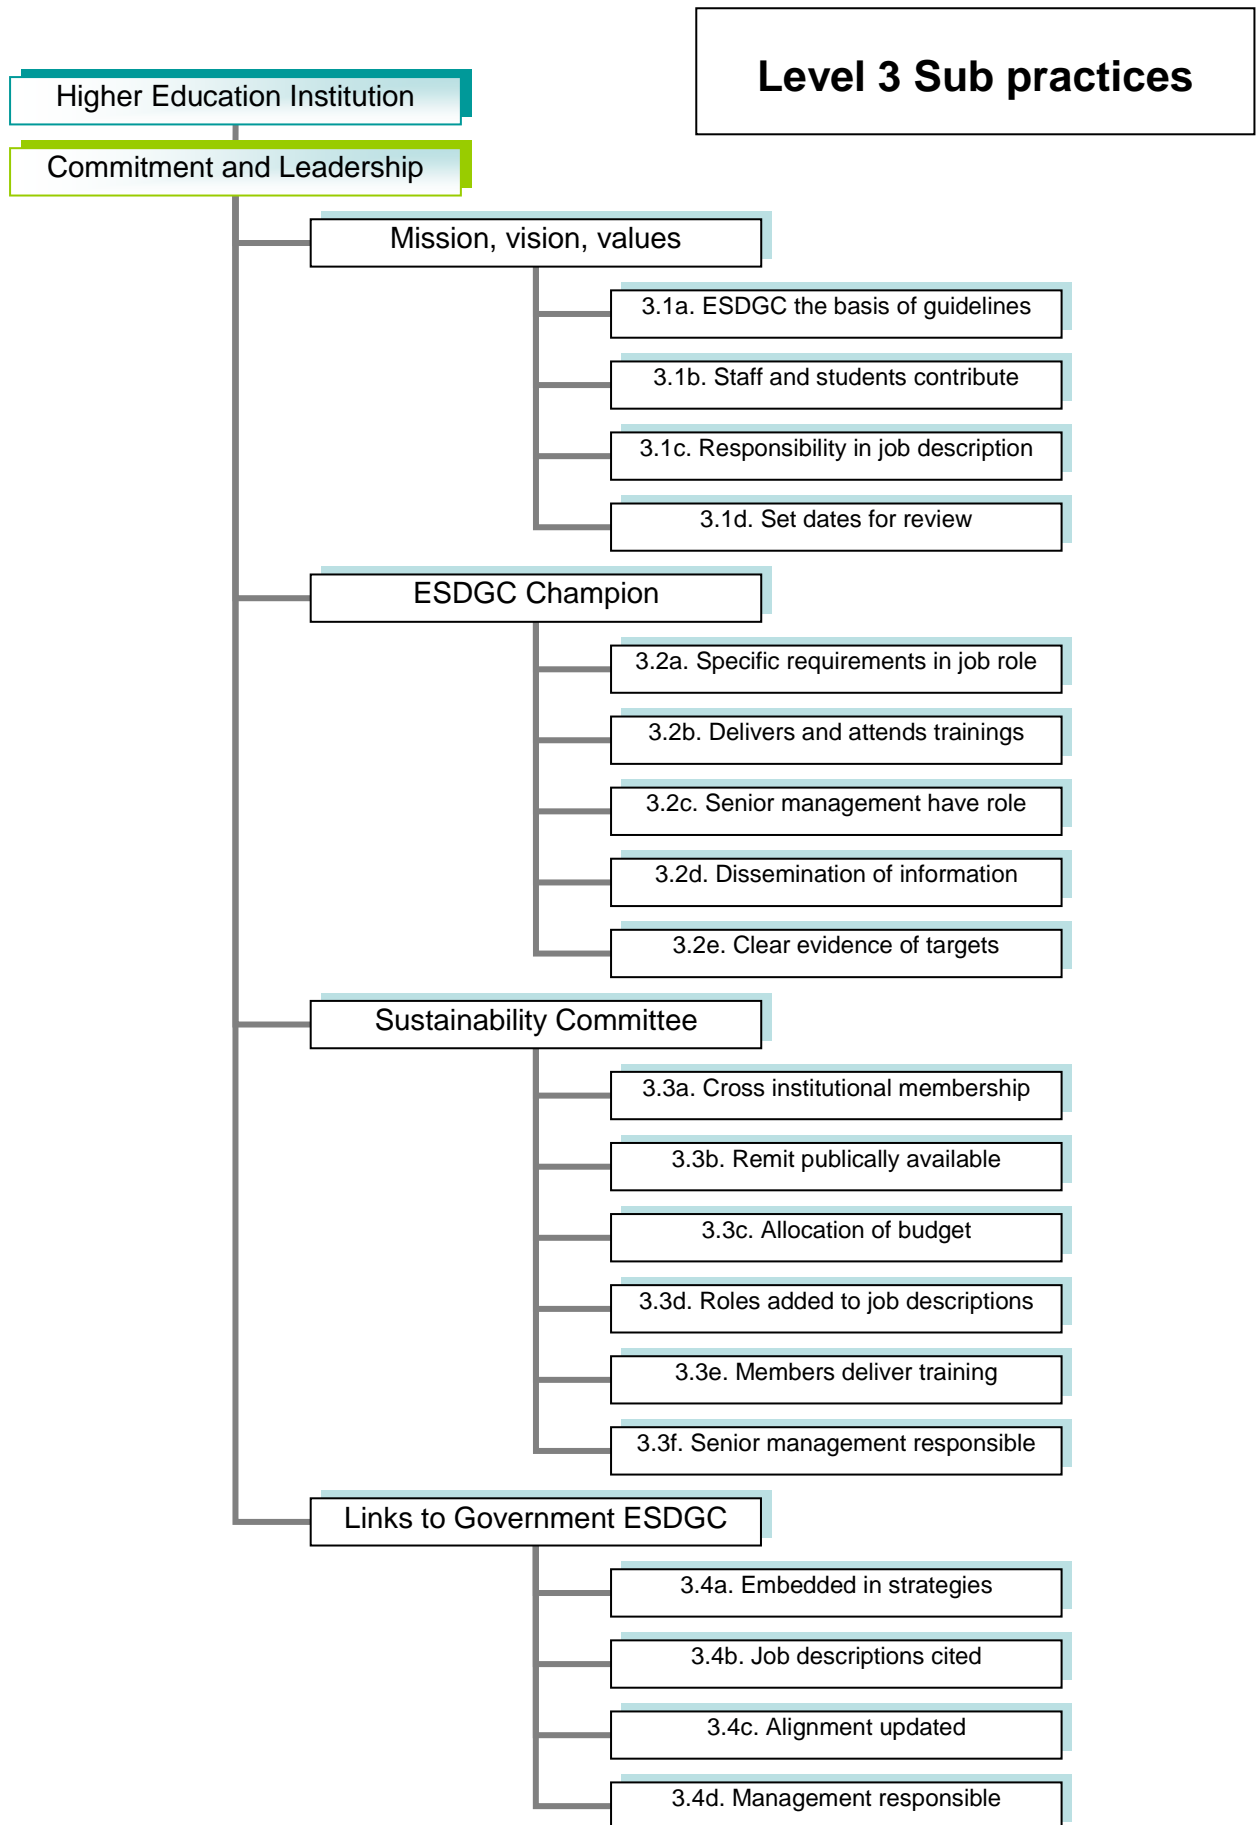 Level 3 Sub practices
Higher Education Institution
Commitment and Leadership
Mission, vision, values
3.1a. ESDGC the basis of guidelines
3.1b. Staff and students contribute
3.1c. Responsibility in job description
3.1d. Set dates for review
ESDGC Champion
3.2a. Specific requirements in job role
3.2b. Delivers and attends trainings
3.2c. Senior management have role
3.2d. Dissemination of information
3.2e. Clear evidence of targets
Sustainability Committee
3.3a. Cross institutional membership
3.3b. Remit publically available
3.3c. Allocation of budget
3.3d. Roles added to job descriptions
3.3e. Members deliver training
3.3f. Senior management responsible
Links to Government ESDGC
3.4a. Embedded in strategies
3.4b. Job descriptions cited
3.4c. Alignment updated
3.4d. Management responsible